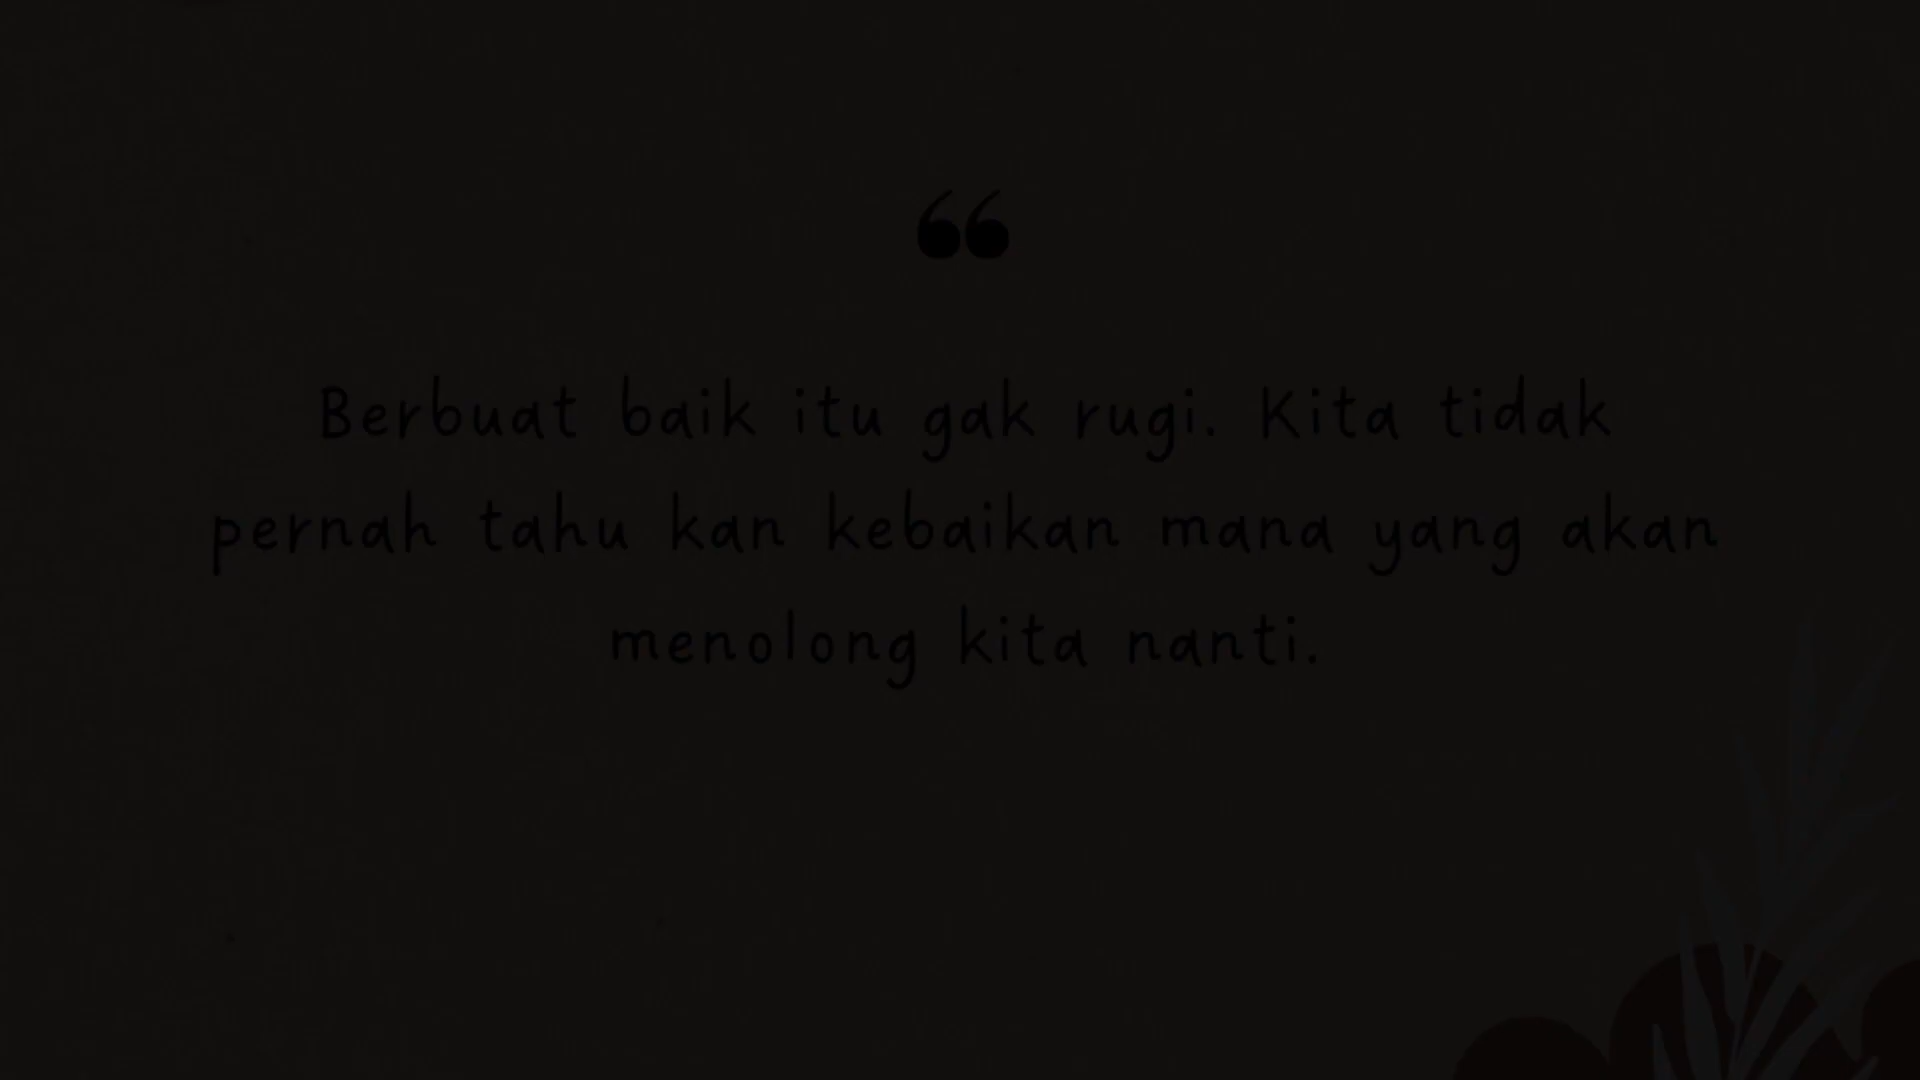 “
Berbuat baik itu gak rugi. Kita tidak
pernah tahu kan kebaikan mana yang akan
menolong kita nanti.